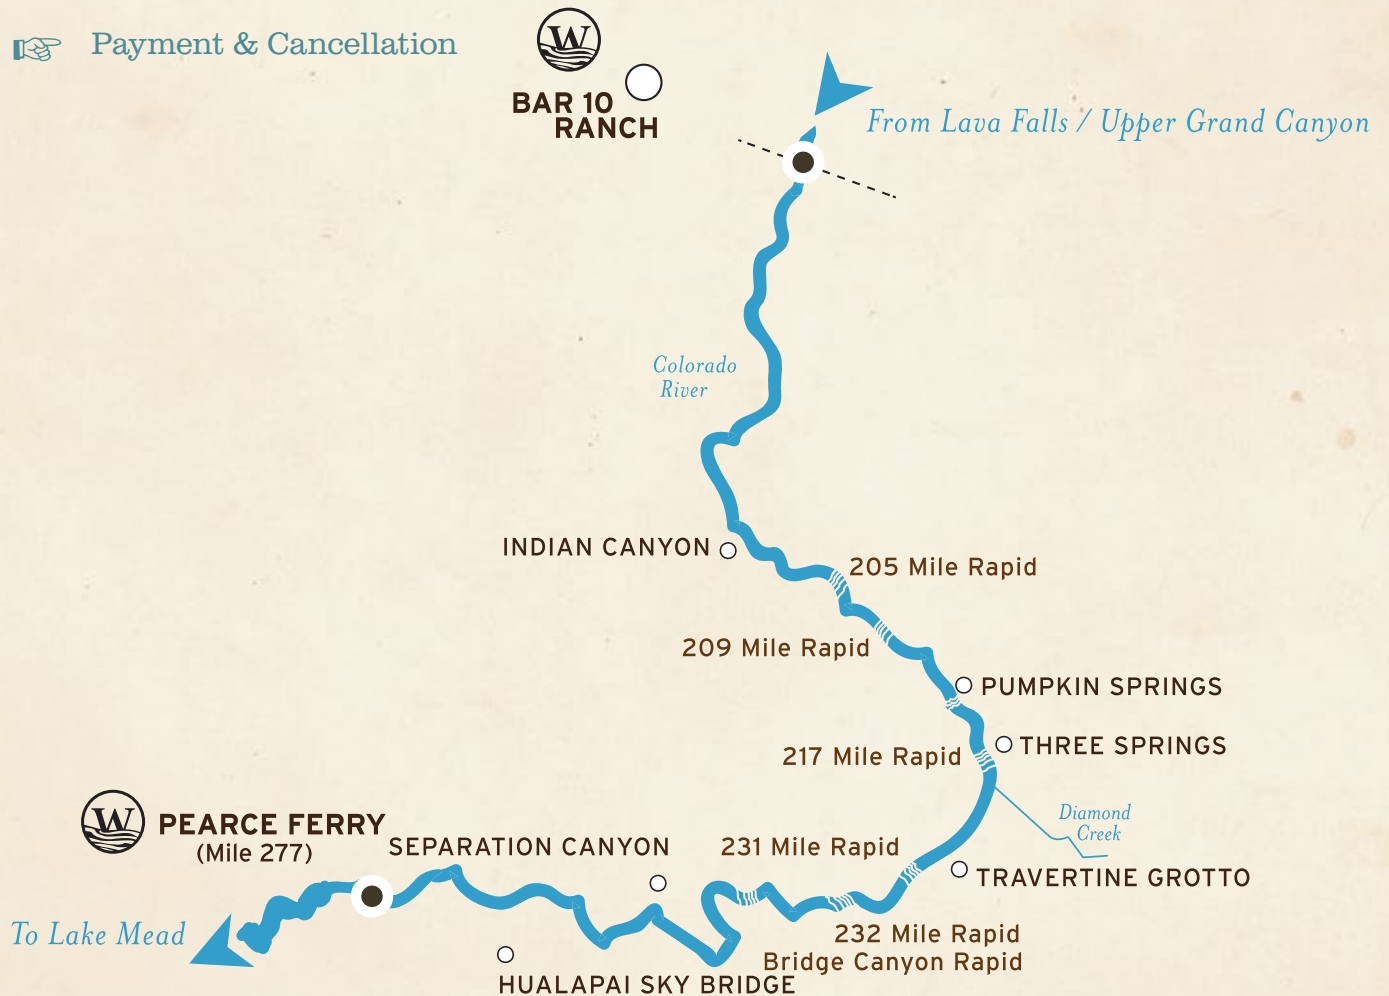 Payment & Cancellation
W
BAR 10
RANCH
From Lava Falls / Upper Grand Canyon
Colorado
River
INDIAN CANYON
205 Mile Rapid
209 Mile Rapid
PUMPKIN SPRINGS
THREE SPRINGS
217 Mile Rapid
Diamond
Creek
W
PEARCE FERRY
(Mile 277)
SEPARATION CANYON
231 Mile Rapid
TRAVERTINE GROTTO
To Lake Mead
232 Mile Rapid
Bridge Canyon Rapid
HUALAPAI SKY BRIDGE